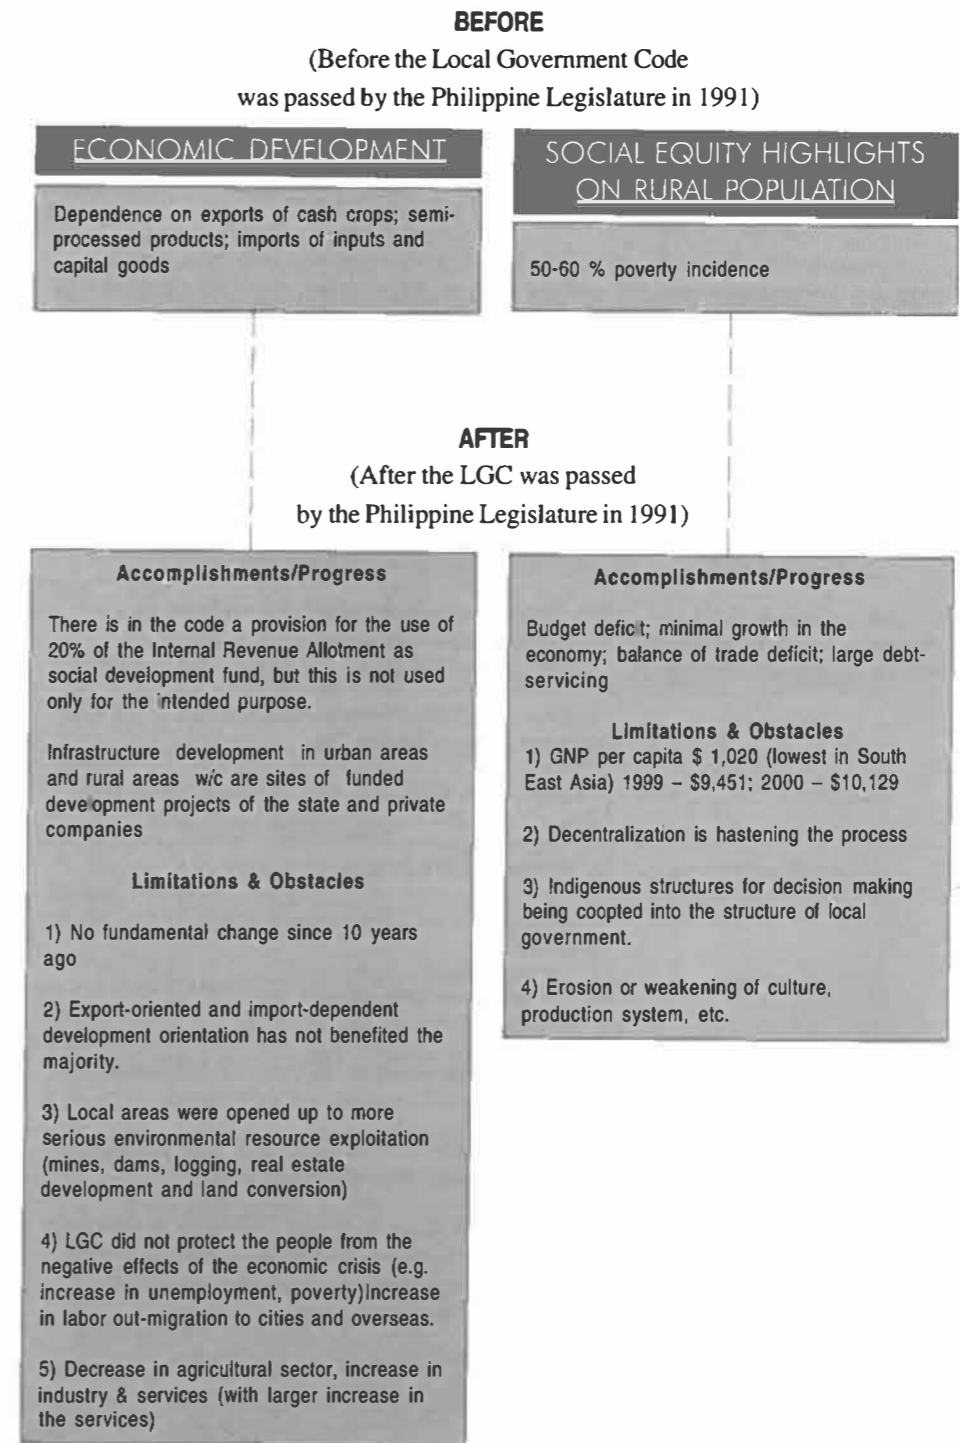 BEFORE
(Before the Local Government Code
was passed by the Philippine Legislature in 1991)
ECONOMIC DEVELOPMENT
Dependence on exports of cash crops; semi-
processed products; imports of inputs and
capital goods
SOCIAL EQUITY HIGHLIGHTS
ON RURAL POPULATION
50-60 % poverty incidence
AFTER
(After the LGC was passed
by the Philippine Legislature in 1991)
Accomplishments/Progress
There is in the code a provision for the use of
20% of the Internal Revenue Allotment as
social development fund, but this is not used
only for the intended purpose.
Infrastructure development in urban areas
and rural areas w/c are sites of funded
development projects of the state and private
companies
Limitations & Obstacles
1) No fundamental change since 10 years
ago
2) Export-oriented and import-dependent
development orientation has not benefited the
majority.
3) Local areas were opened up to more
serious environmental resource exploitation
(mines, dams, logging, real estate
development and land conversion)
4) LGC did not protect the people from the
negative effects of the economic crisis (e.g.
increase in unemployment, poverty)Increase
in labor out-migration to cities and overseas.
5) Decrease in agricultural sector, increase in
industry & services (with larger increase in
the services)
Accomplishments/Progress
Budget deficit; minimal growth in the
economy; balance of trade deficit; large debt-
servicing
Limitations & Obstacles
1) GNP per capita $ 1,020 (lowest in South
East Asia) 1999 – $9,451; 2000 – $10,129
2) Decentralization is hastening the process
3) Indigenous structures for decision making
being coopted into the structure of local
government.
4) Erosion or weakening of culture,
production system, etc.